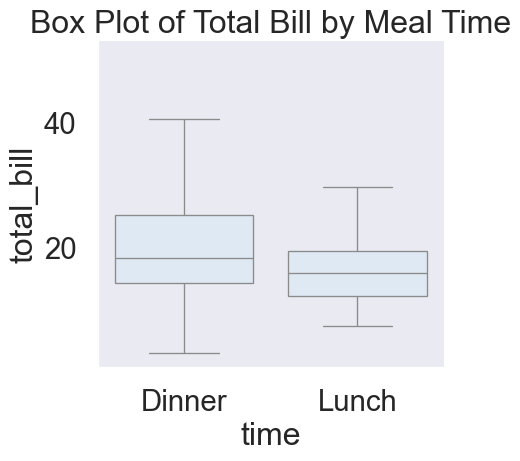 Box Plot of Total Bill by Meal Time
total_bill
40
20
Dinner Lunch
time